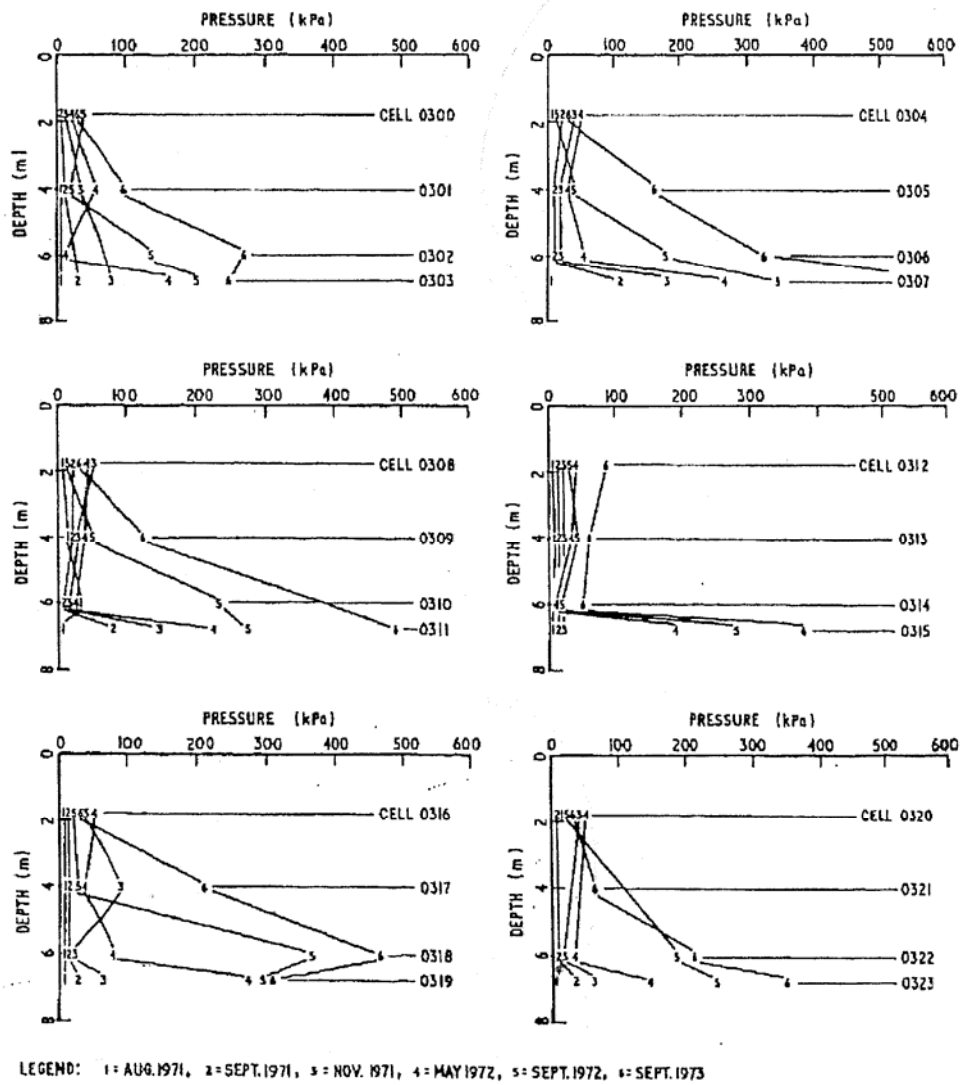 PRESSURE (kPa)
0 100 200 300 400 500 600
DEPTH (m)
0
2
4
6
8
CELL 0300
0301
0302
0303
PRESSURE (kPa)
0 100 200 300 400 500 600
DEPTH (m)
0
2
4
6
8
CELL 0304
0305
0306
0307
PRESSURE (kPa)
0 100 200 300 400 500 600
DEPTH (m)
0
2
4
6
8
CELL 0308
0309
0310
0311
PRESSURE (kPa)
0 100 200 300 400 500 600
DEPTH (m)
0
2
4
6
8
CELL 0312
0313
0314
0315
PRESSURE (kPa)
0 100 200 300 400 500 600
DEPTH (m)
0
2
4
6
8
CELL 0316
0317
0318
0319
PRESSURE (kPa)
0 100 200 300 400 500 600
DEPTH (m)
0
2
4
6
8
CELL 0320
0321
0322
0323
LEGEND: 1 = AUG. 1971, 2 = SEPT. 1971, 3 = NOV. 1971, 4 = MAY 1972, 5 = SEPT. 1972, 6 = SEPT. 1973